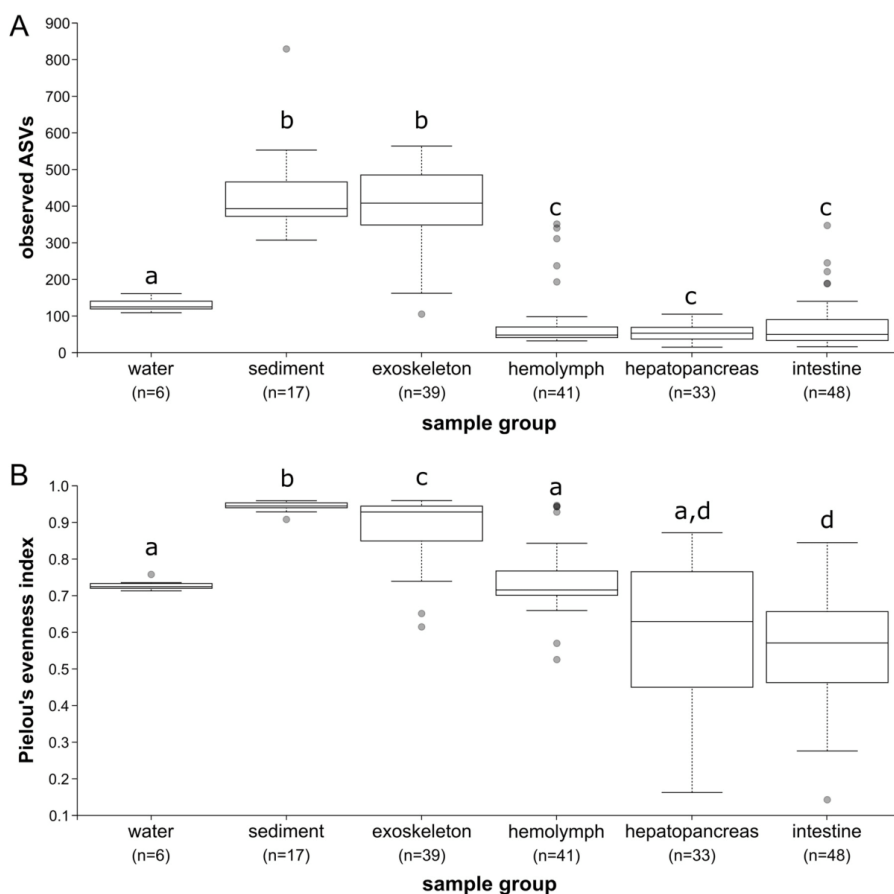 A
observed ASVs
900
800
700
600
500
400
300
200
100
0
a
b
b
c
c
c
water sediment exoskeleton hemolymph hepatopancreas intestine
(n=6) (n=17) (n=39) (n=41) (n=33) (n=48)
sample group
B
Pielou's evenness index
1.0
0.9
0.8
0.7
0.6
0.5
0.4
0.3
0.2
0.1
a
b
c
a
a,d
d
water sediment exoskeleton hemolymph hepatopancreas intestine
(n=6) (n=17) (n=39) (n=41) (n=33) (n=48)
sample group